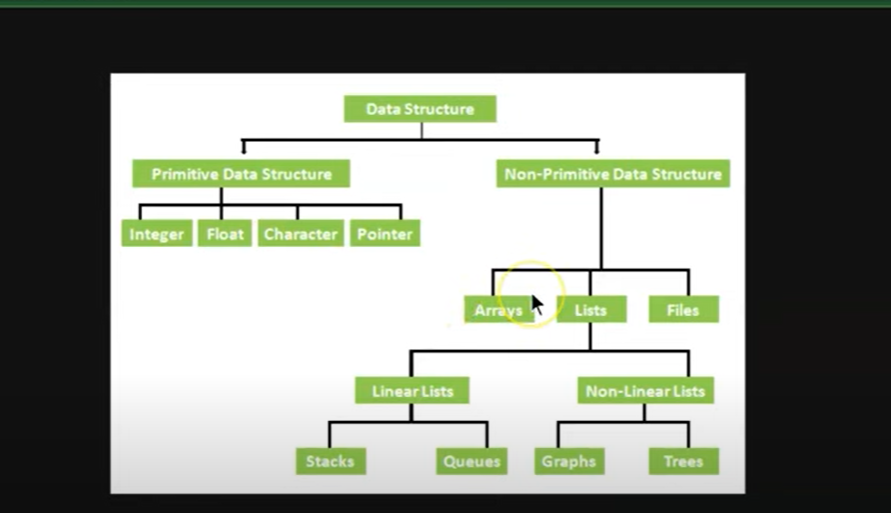 Data Structure
Primitive Data Structure
Non-Primitive Data Structure
Integer
Float
Character
Pointer
Arrays
Lists
Files
Linear Lists
Non-Linear Lists
Stacks
Queues
Graphs
Trees